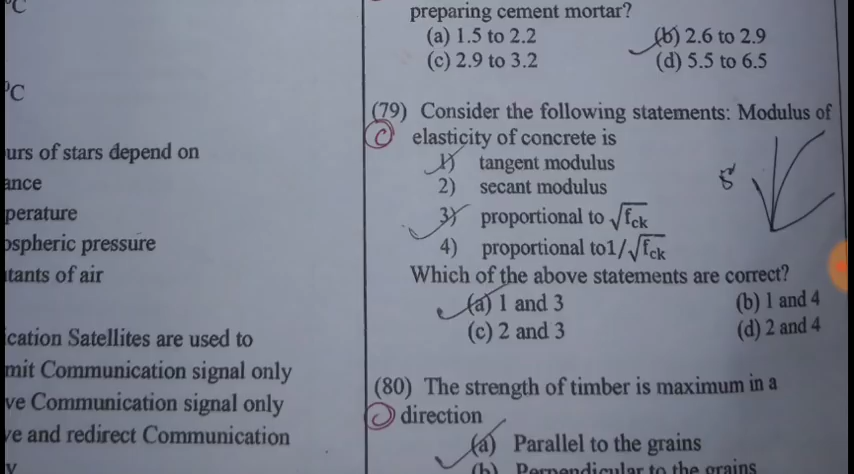 °C
°C
urs of stars depend on
ance
perature
ospheric pressure
tants of air
cation Satellites are used to
mit Communication signal only
ve Communication signal only
ve and redirect Communication
preparing cement mortar?
(a) 1.5 to 2.2 (b) 2.6 to 2.9
(c) 2.9 to 3.2 (d) 5.5 to 6.5
(79) Consider the following statements: Modulus of
C elasticity of concrete is
1) tangent modulus
2) secant modulus
3) proportional to √fck
4) proportional to1/√fck
Which of the above statements are correct?
(a) 1 and 3 (b) 1 and 4
(c) 2 and 3 (d) 2 and 4
(80) The strength of timber is maximum in a
direction
(a) Parallel to the grains
(b) Perpendicular to the grains